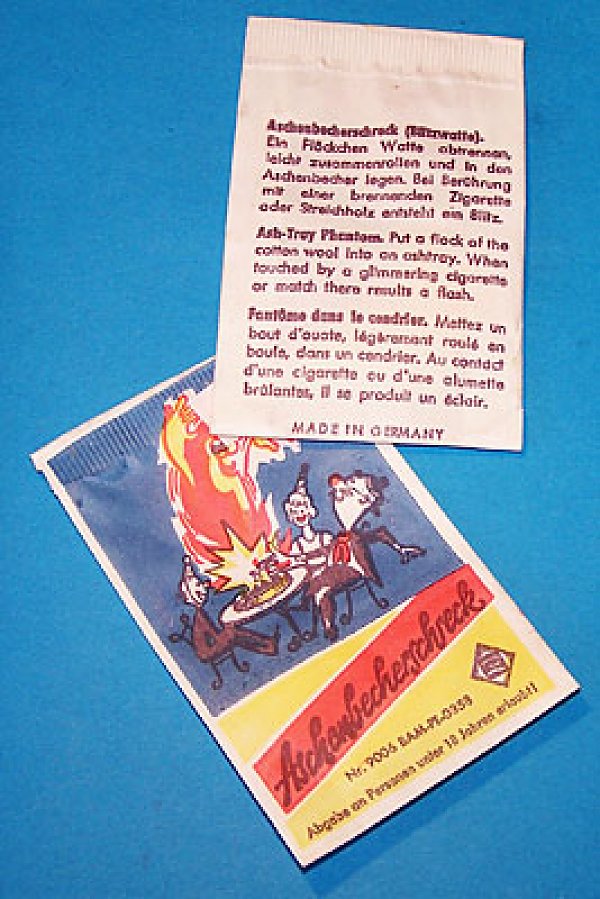 Aschenbecherschreck (Blitzwatte).
Ein Flöckchen Watte abtrennen,
leicht zusammenrollen und in den
Aschenbecher legen. Bei Berührung
mit einer brennenden Zigarette
oder Streichholz entsteht ein Blitz.
Ash-Tray Phantom. Put a flock of the
cotton wool into an ashtray. When
touched by a glimmering cigarette
or match there results a flash.
Fantôme dans le cendrier. Mettez un
bout d'ouate, légèrement roulé en
boule, dans un cendrier. Au contact
d'une cigarette ou d'une alumette
brûlantes, il se produit un éclair.
MADE IN GERMANY
Aschenbecherschreck
Nr. 9006 BAM-PI-0358
Abgabe an Personen unter 18 Jahren erlaubt!